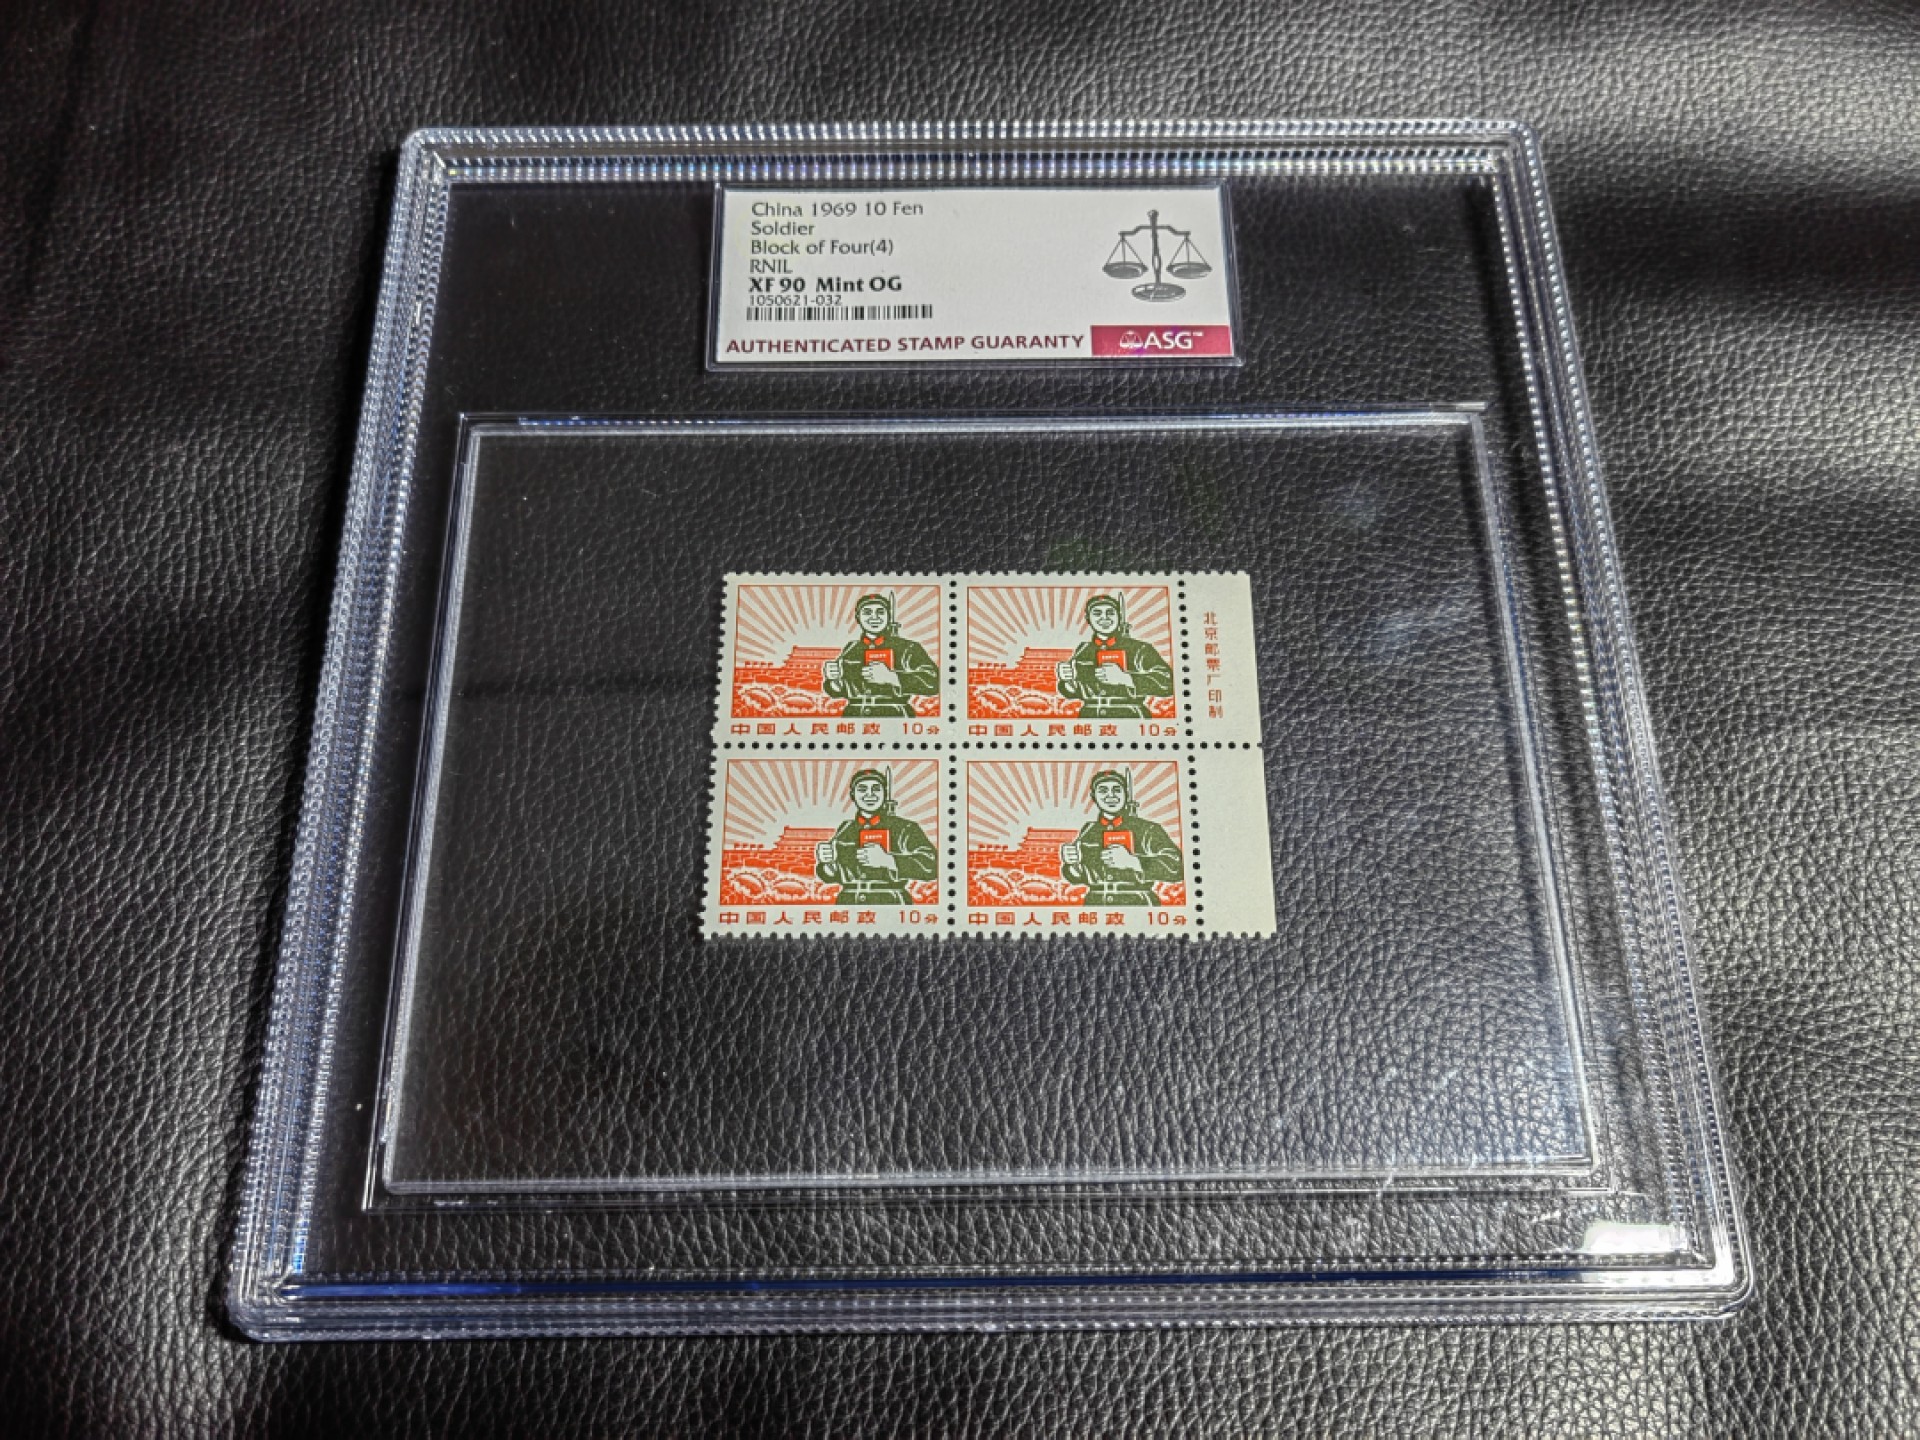 China 1969 10 Fen
Soldier
Block of Four(4)
RNIL
XF 90 Mint OG
1050621-032
AUTHENTICATED STAMP GUARANTY
ASG™
中国人民邮政 10分
中国人民邮政 10分
北京邮票厂印制
中国人民邮政 10分
中国人民邮政 10分